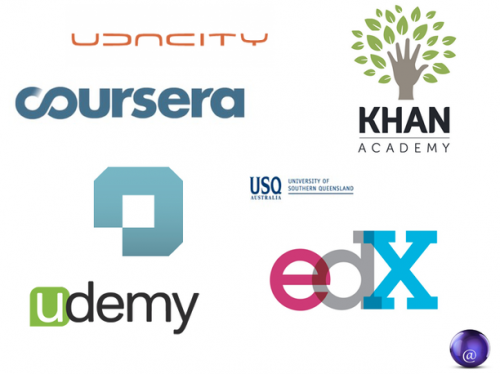 UDACITY
coursera
KHAN
ACADEMY
USQ
AUSTRALIA
UNIVERSITY OF
SOUTHERN QUEENSLAND
edX
udemy
@